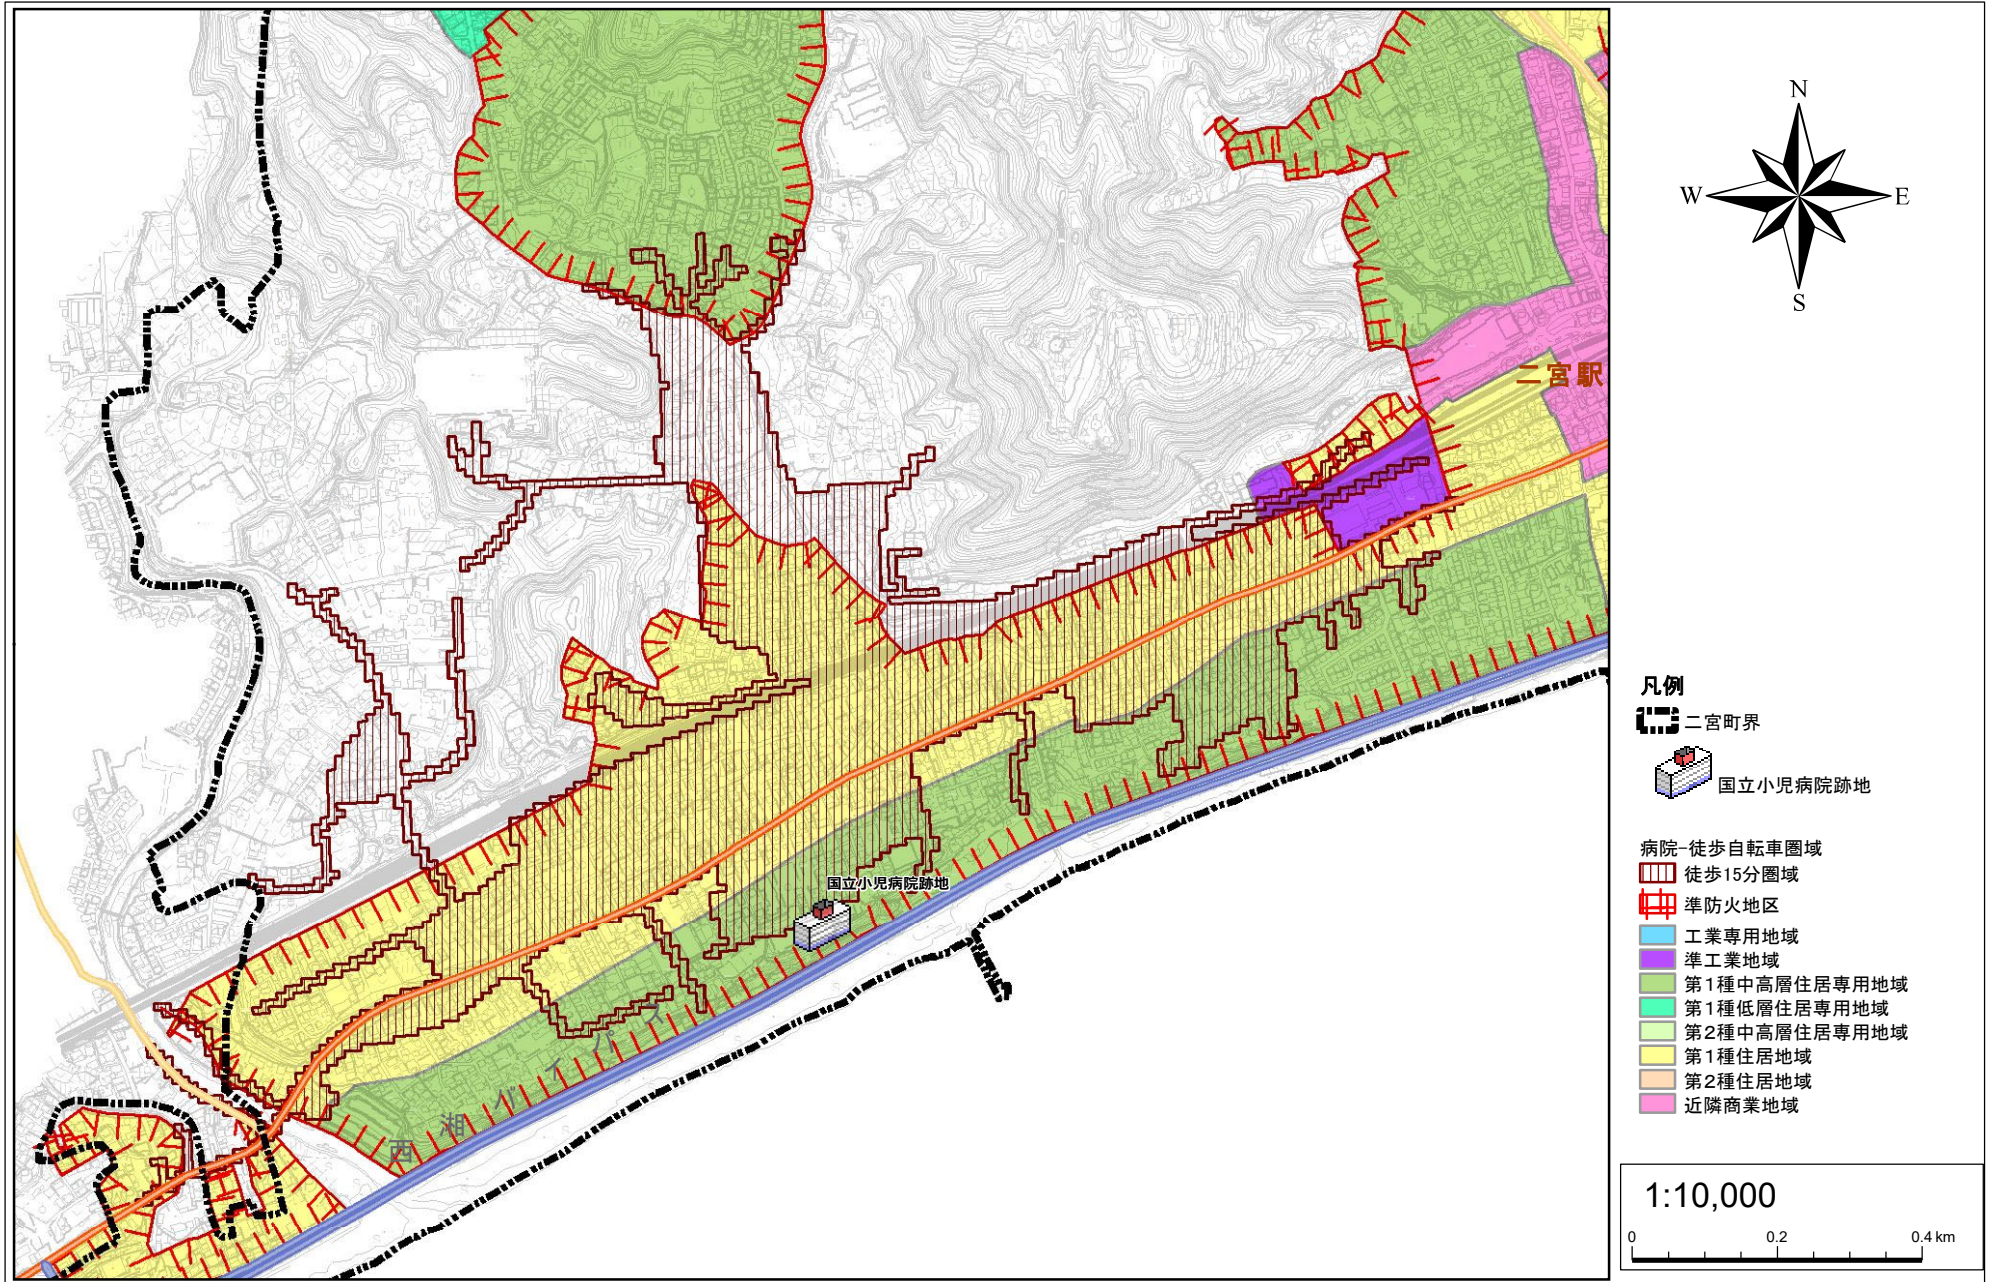 N
W
E
S
二宮駅
国立小児病院跡地
西湘バイパス
凡例
二宮町界
国立小児病院跡地
病院-徒歩自転車圏域
徒歩15分圏域
準防火地区
工業専用地域
準工業地域
第1種中高層住居専用地域
第1種低層住居専用地域
第2種中高層住居専用地域
第1種住居地域
第2種住居地域
近隣商業地域
1:10,000
0 0.2 0.4 km